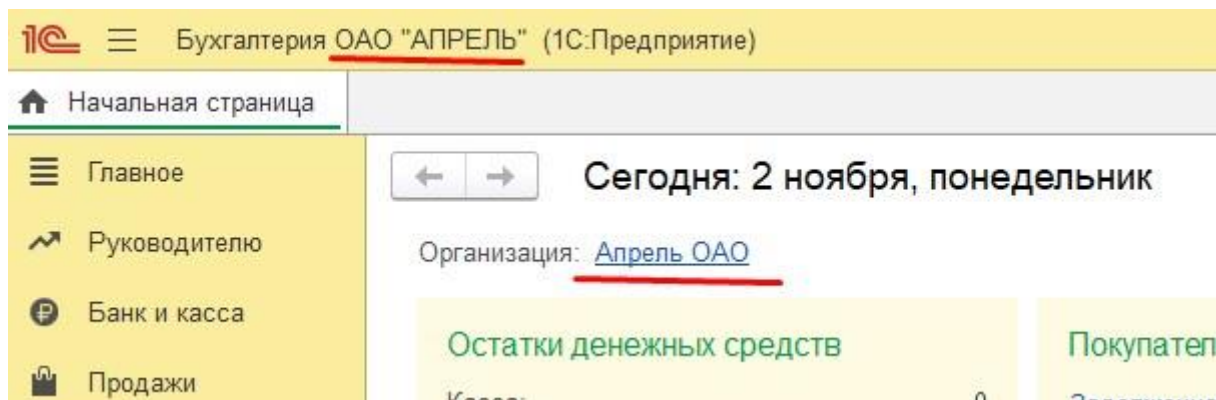 1С Бухгалтерия ОАО "АПРЕЛЬ" (1С:Предприятие)
Начальная страница
Главное
Сегодня: 2 ноября, понедельник
Руководителю
Организация: Апрель ОАО
Банк и касса
Остатки денежных средств
Продажи
Касса: